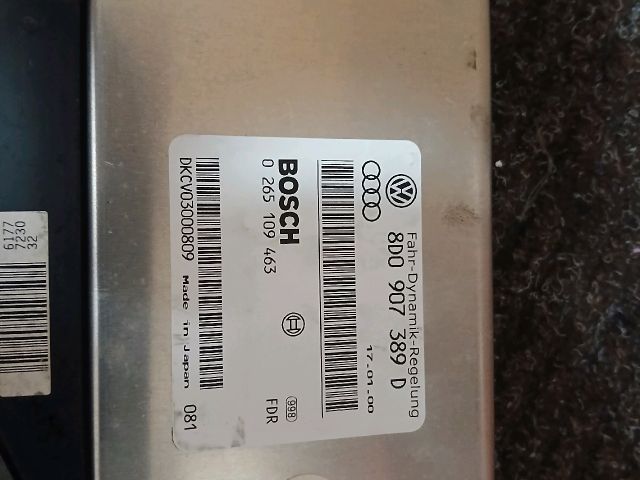 Fahr-Dynamik-Regelung
8D0 907 389 D
17.01.00
BOSCH
0 265 109 463
998
FDR
DKCV03000809 Made in Japan 081
6177
7230
32